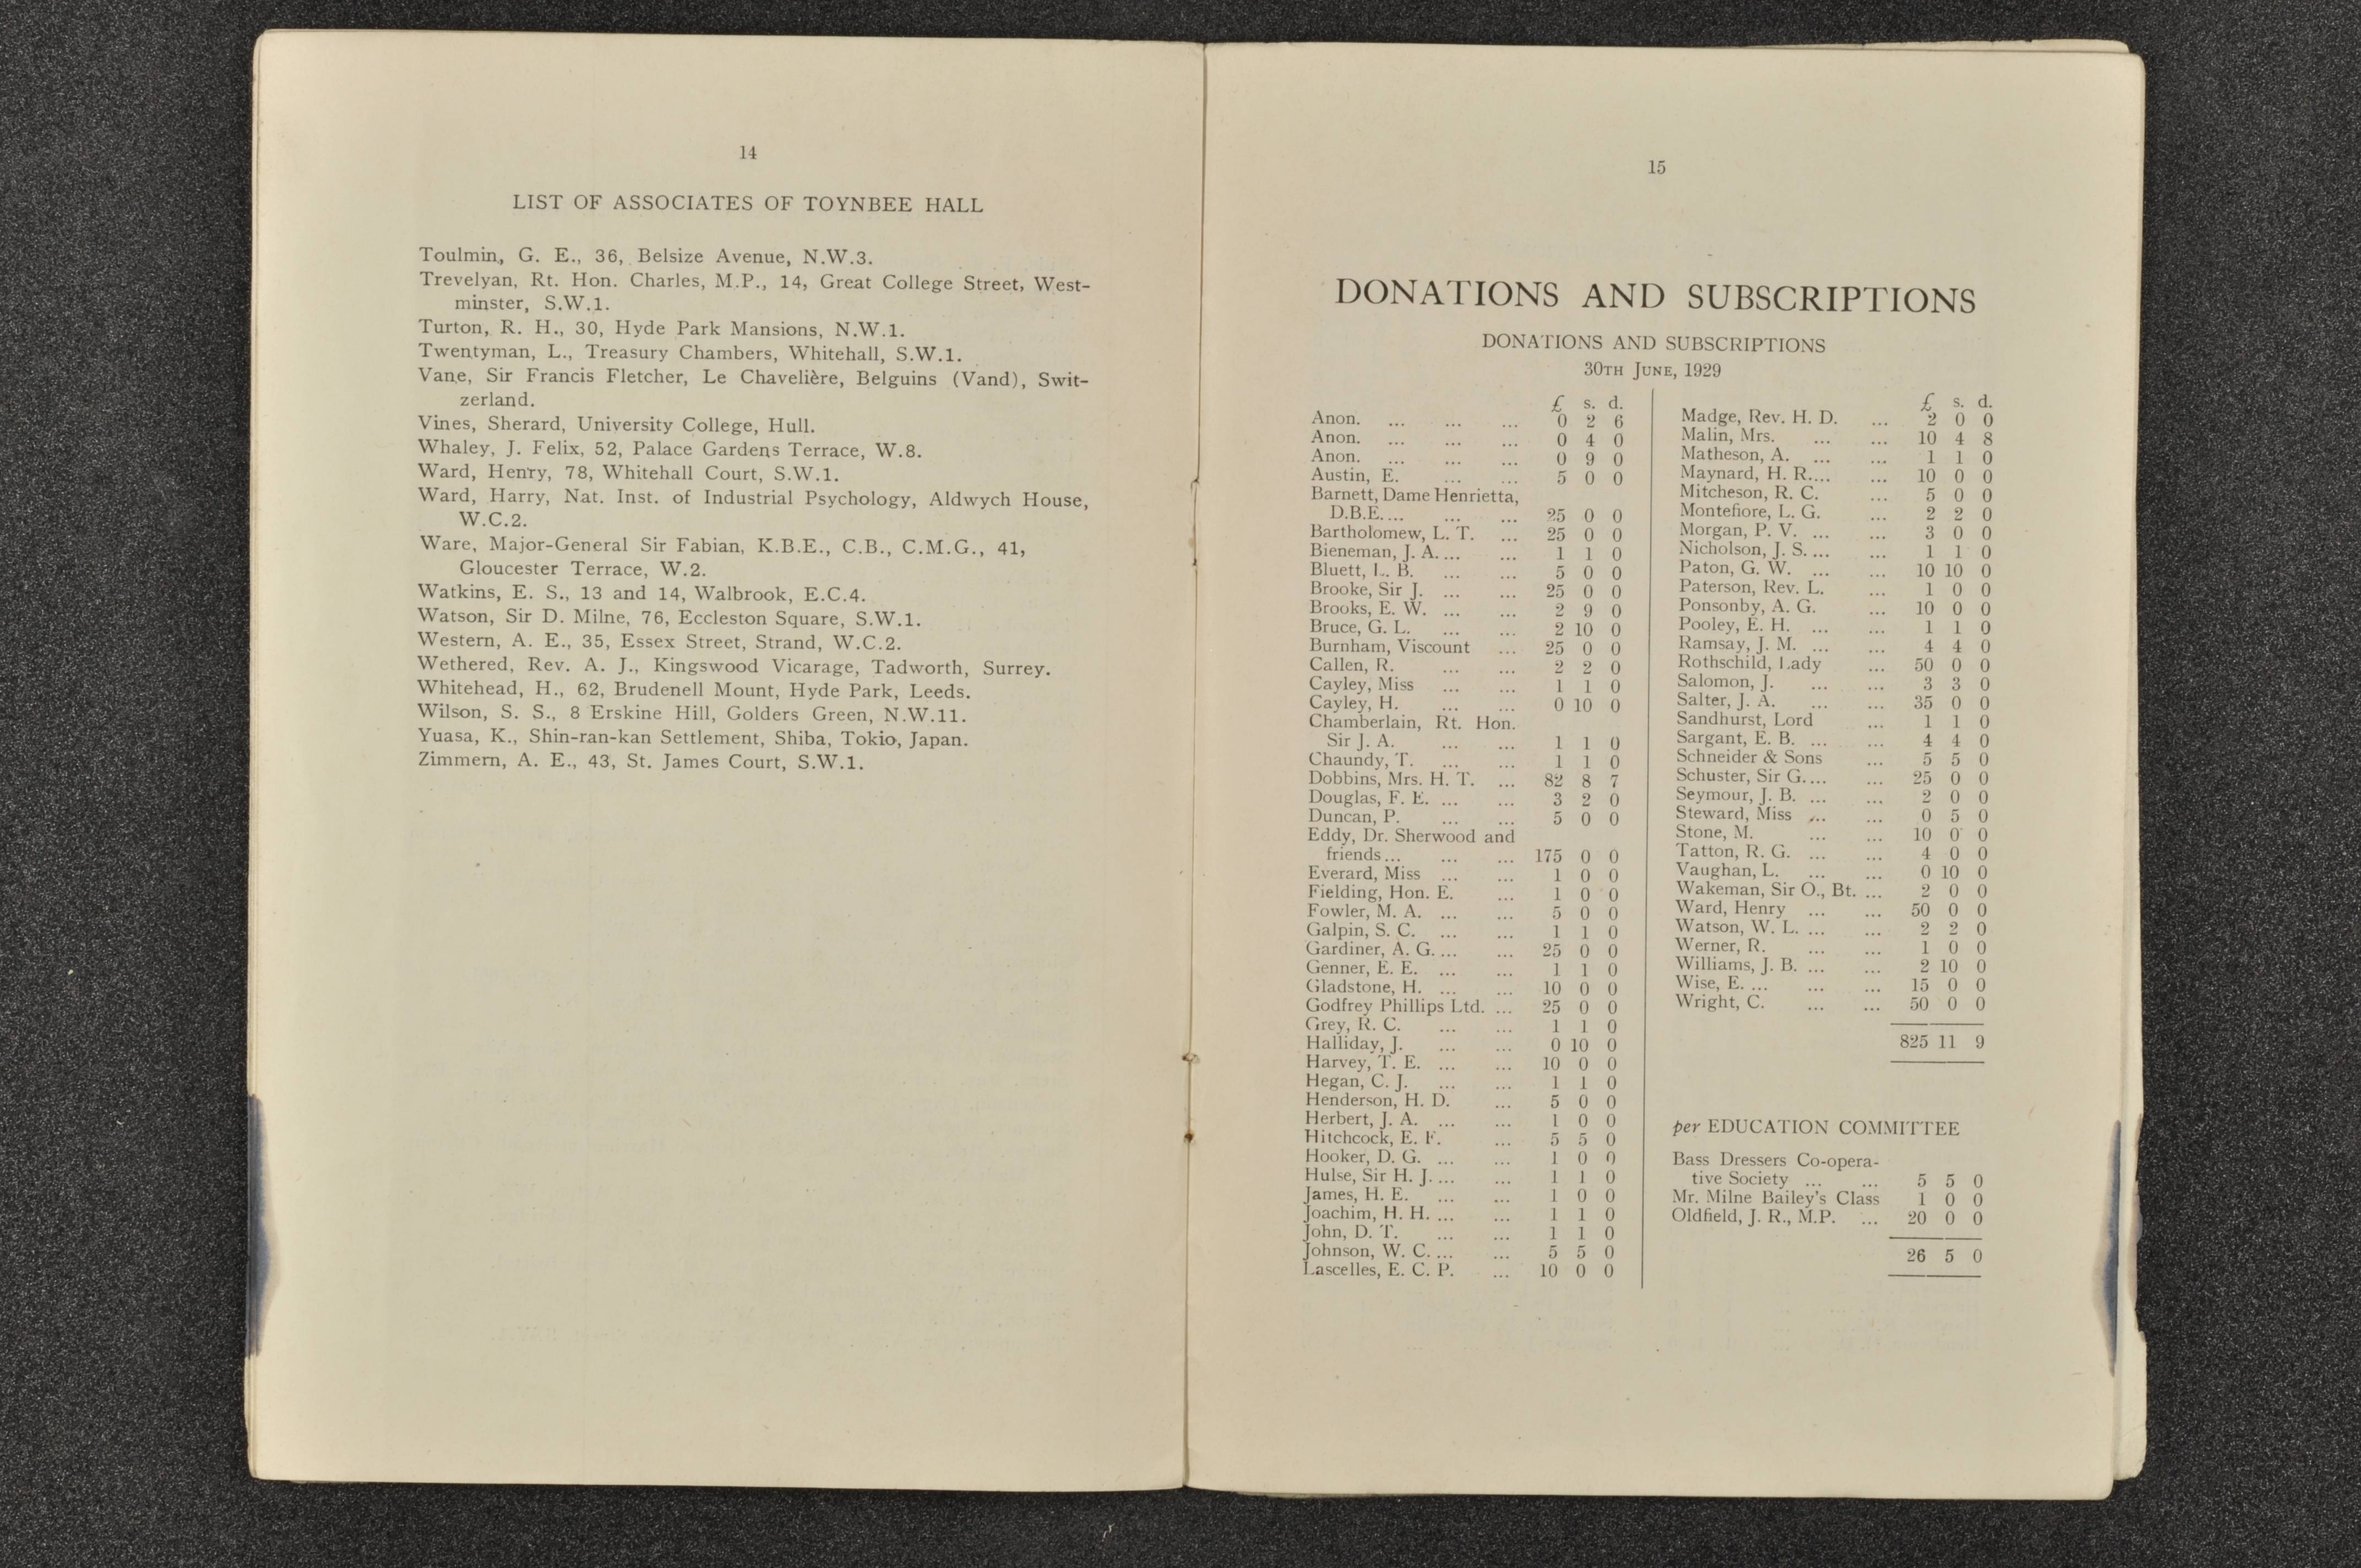 14
LIST OF ASSOCIATES OF TOYNBEE HALL
Toulmin, G. E., 36, Belsize Avenue, N.W.3.
Trevelyan, Rt. Hon. Charles, M.P., 14, Great College Street, West-
minster, S.W.1.
Turton, R. H., 30, Hyde Park Mansions, N.W.1.
Twentyman, L., Treasury Chambers, Whitehall, S.W.1.
Vane, Sir Francis Fletcher, Le Chavelière, Belguins (Vand), Swit-
zerland.
Vines, Sherard, University College, Hull.
Whaley, J. Felix, 52, Palace Gardens Terrace, W.8.
Ward, Henry, 78, Whitehall Court, S.W.1.
Ward, Harry, Nat. Inst. of Industrial Psychology, Aldwych House,
W.C.2.
Ware, Major-General Sir Fabian, K.B.E., C.B., C.M.G., 41,
Gloucester Terrace, W.2.
Watkins, E. S., 13 and 14, Walbrook, E.C.4.
Watson, Sir D. Milne, 76, Eccleston Square, S.W.1.
Western, A. E., 35, Essex Street, Strand, W.C.2.
Wethered, Rev. A. J., Kingswood Vicarage, Tadworth, Surrey.
Whitehead, H., 62, Brudenell Mount, Hyde Park, Leeds.
Wilson, S. S., 8 Erskine Hill, Golders Green, N.W.11.
Yuasa, K., Shin-ran-kan Settlement, Shiba, Tokio, Japan.
Zimmern, A. E., 43, St. James Court, S.W.1.
15
DONATIONS AND SUBSCRIPTIONS
DONATIONS AND SUBSCRIPTIONS
30TH JUNE, 1929
£ s. d.
Anon. ... ... ... 0 2 6
Anon. ... ... ... 0 4 0
Anon. ... ... ... 0 9 0
Austin, E. ... ... 5 0 0
Barnett, Dame Henrietta,
D.B.E.... ... ... 25 0 0
Bartholomew, L. T. ... 25 0 0
Bieneman, J. A.... ... 1 1 0
Bluett, L. B. ... ... 5 0 0
Brooke, Sir J. ... ... 25 0 0
Brooks, E. W. ... ... 2 9 0
Bruce, G. L. ... ... 2 10 0
Burnham, Viscount ... 25 0 0
Callen, R. ... ... 2 2 0
Cayley, Miss ... ... 1 1 0
Cayley, H. ... ... 0 10 0
Chamberlain, Rt. Hon.
Sir J. A. ... ... 1 1 0
Chaundy, T. ... ... 1 1 0
Dobbins, Mrs. H. T. ... 82 8 7
Douglas, F. E. ... ... 3 2 0
Duncan, P. ... ... 5 0 0
Eddy, Dr. Sherwood and
friends... ... ... 175 0 0
Everard, Miss ... ... 1 0 0
Fielding, Hon. E. ... 1 0 0
Fowler, M. A. ... ... 5 0 0
Galpin, S. C. ... ... 1 1 0
Gardiner, A. G.... ... 25 0 0
Genner, E. E. ... ... 1 1 0
Gladstone, H. ... ... 10 0 0
Godfrey Phillips Ltd. ... 25 0 0
Grey, R. C. ... ... 1 1 0
Halliday, J. ... ... 0 10 0
Harvey, T. E. ... ... 10 0 0
Hegan, C. J. ... ... 1 1 0
Henderson, H. D. ... 5 0 0
Herbert, J. A. ... ... 1 0 0
Hitchcock, E. F. ... 5 5 0
Hooker, D. G. ... ... 1 0 0
Hulse, Sir H. J.... ... 1 1 0
James, H. E. ... ... 1 0 0
Joachim, H. H. ... ... 1 1 0
John, D. T. ... ... 1 1 0
Johnson, W. C.... ... 5 5 0
Lascelles, E. C. P. ... 10 0 0
£ s. d.
Madge, Rev. H. D. ... 2 0 0
Malin, Mrs. ... ... 10 4 8
Matheson, A. ... ... 1 1 0
Maynard, H. R.... ... 10 0 0
Mitcheson, R. C. ... 5 0 0
Montefiore, L. G. ... 2 2 0
Morgan, P. V. ... ... 3 0 0
Nicholson, J. S.... ... 1 1 0
Paton, G. W. ... ... 10 10 0
Paterson, Rev. L. ... 1 0 0
Ponsonby, A. G. ... 10 0 0
Pooley, E. H. ... ... 1 1 0
Ramsay, J. M. ... ... 4 4 0
Rothschild, Lady ... 50 0 0
Salomon, J. ... ... 3 3 0
Salter, J. A. ... ... 35 0 0
Sandhurst, Lord ... 1 1 0
Sargant, E. B. ... ... 4 4 0
Schneider & Sons ... 5 5 0
Schuster, Sir G.... ... 25 0 0
Seymour, J. B. ... ... 2 0 0
Steward, Miss ... ... 0 5 0
Stone, M. ... ... 10 0 0
Tatton, R. G. ... ... 4 0 0
Vaughan, L. ... ... 0 10 0
Wakeman, Sir O., Bt. ... 2 0 0
Ward, Henry ... ... 50 0 0
Watson, W. L. ... ... 2 2 0
Werner, R. ... ... 1 0 0
Williams, J. B. ... ... 2 10 0
Wise, E. ... ... ... 15 0 0
Wright, C. ... ... 50 0 0
825 11 9
per EDUCATION COMMITTEE
Bass Dressers Co-opera-
tive Society ... ... 5 5 0
Mr. Milne Bailey's Class 1 0 0
Oldfield, J. R., M.P. ... 20 0 0
26 5 0